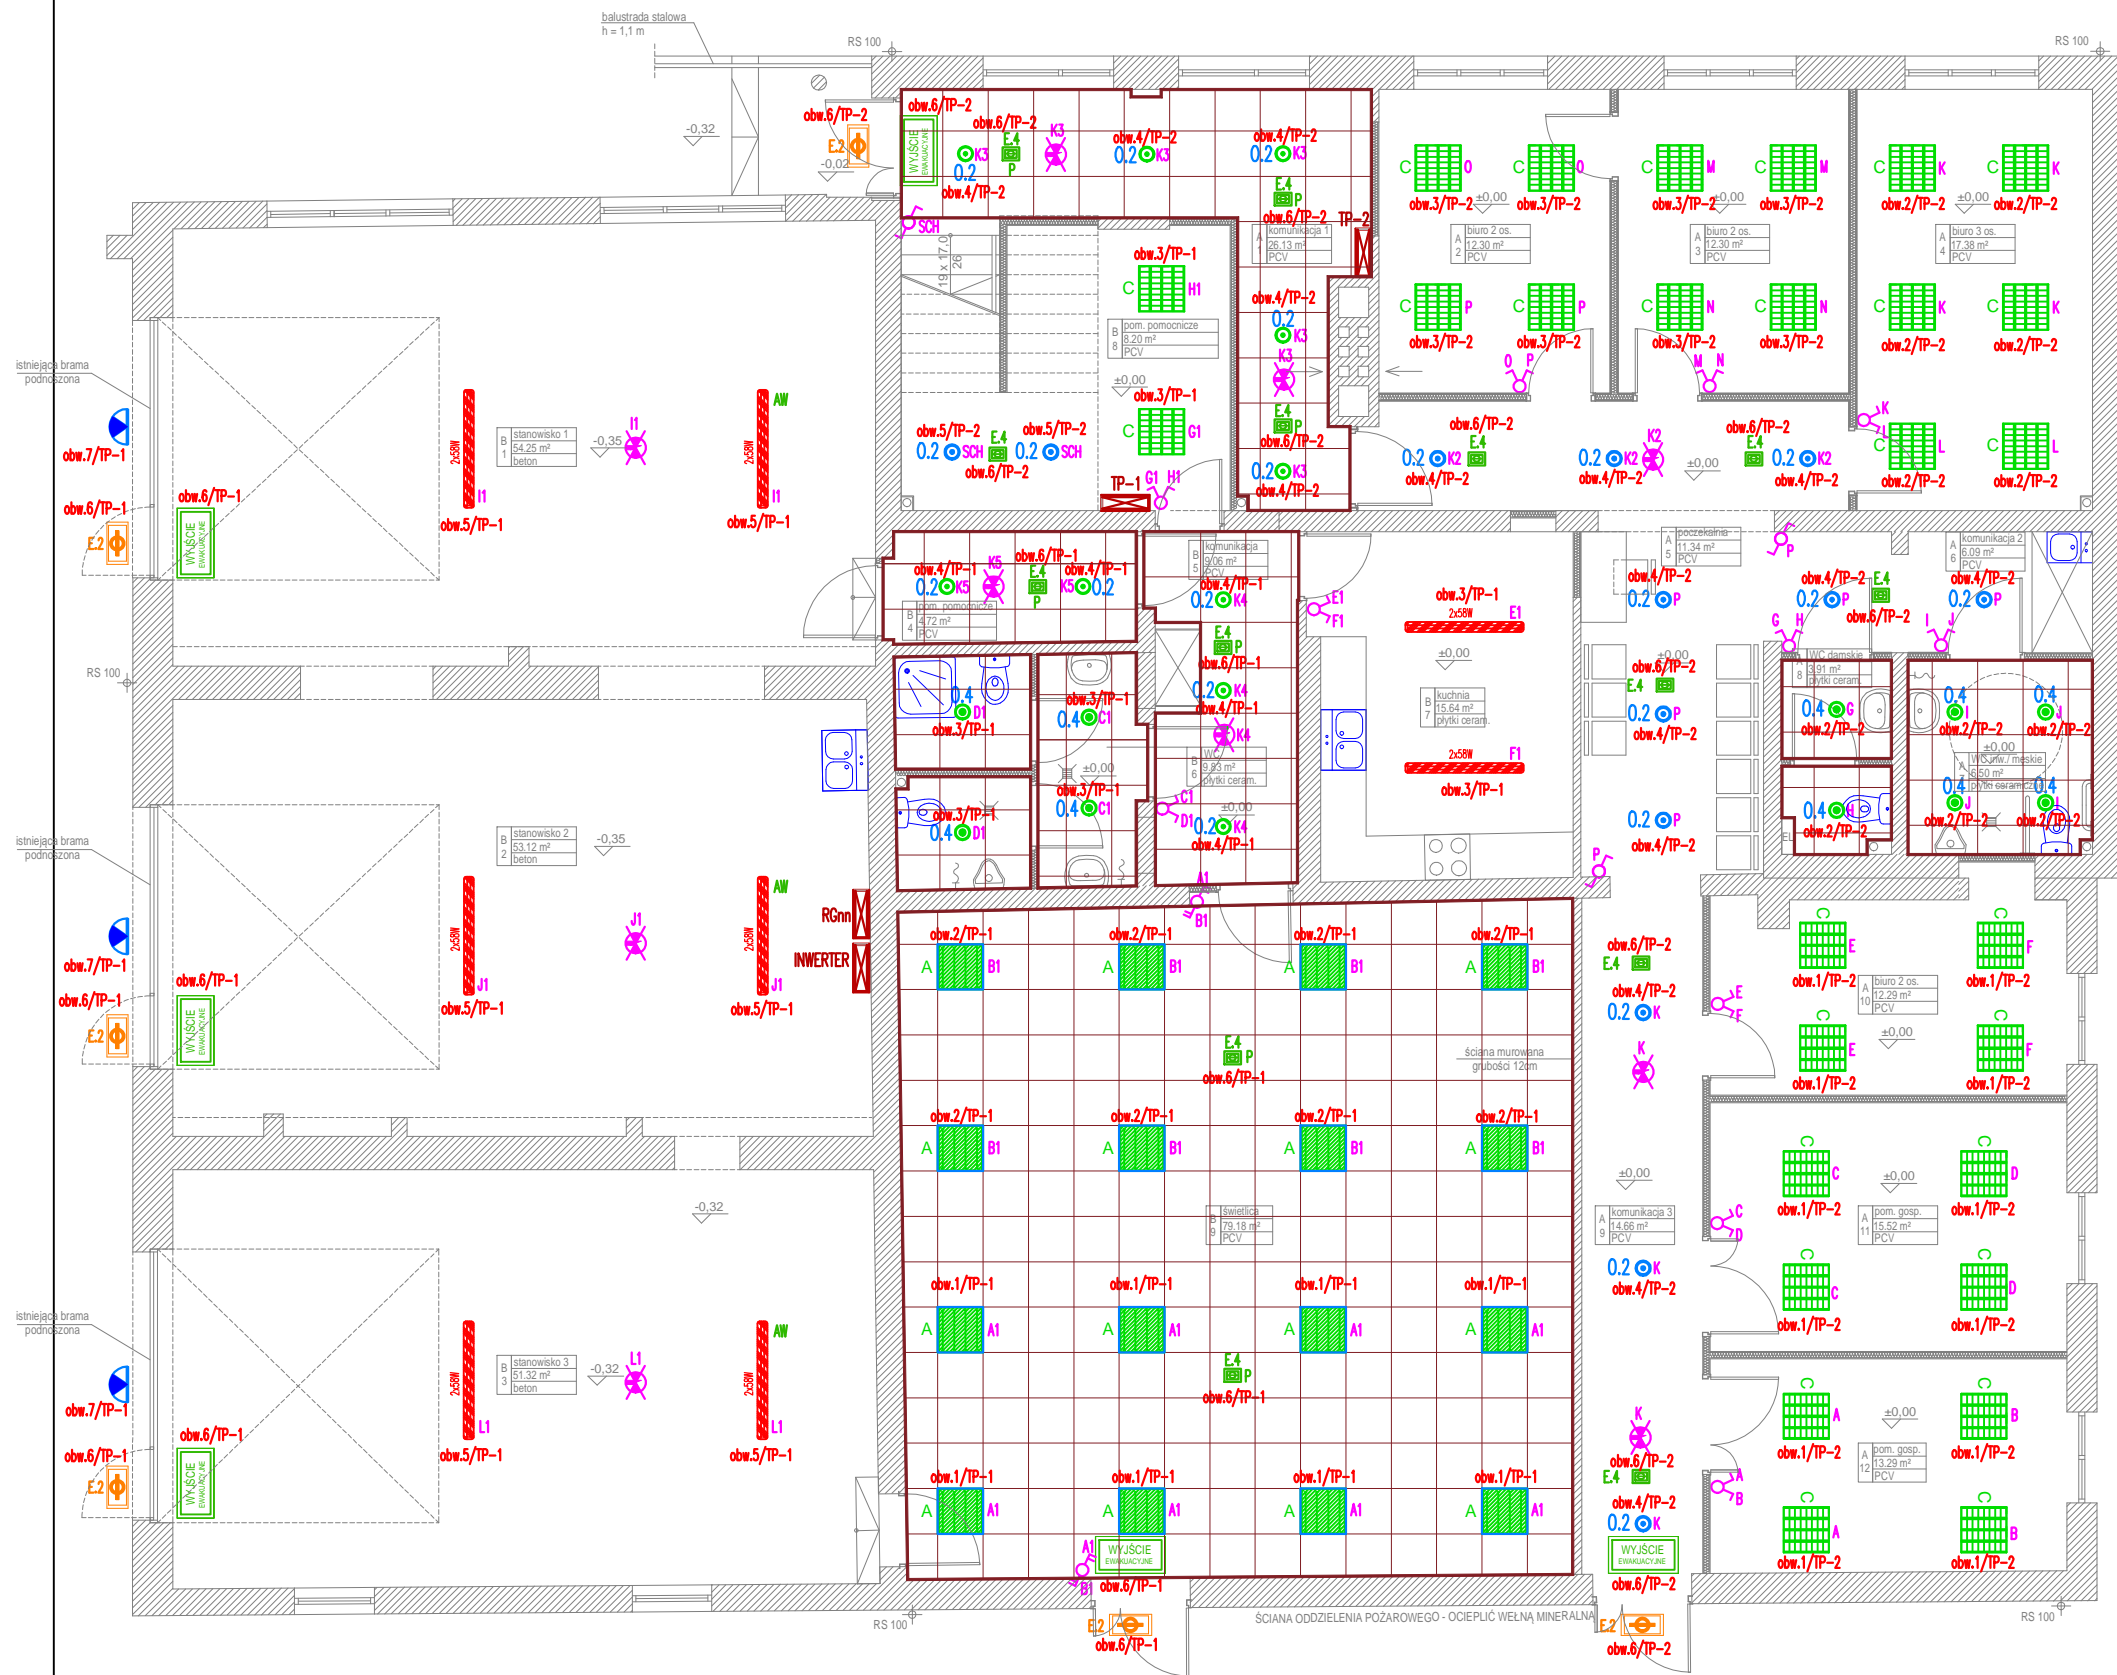 balustrada stalowa
h = 1,1 m
RS 100
RS 100
-0,32
-0,02
obw.6/TP-2
E.2
obw.6/TP-2
WYJŚCIE
EWAKUACYJNE
obw.6/TP-2
E.4
P
K3
0.2
K3
obw.4/TP-2
obw.4/TP-2
0.2
K3
obw.4/TP-2
0.2
K3
E.4
P
obw.6/TP-2
TP-2
SCH
A
1
komunikacja 1
26.13 m²
PCV
C
O
obw.3/TP-2
C
O
obw.3/TP-2
±0,00
A
2
biuro 2 os.
12.30 m²
PCV
C
P
obw.3/TP-2
C
P
obw.3/TP-2
O P
C
M
obw.3/TP-2
C
M
obw.3/TP-2
±0,00
A
3
biuro 2 os.
12.30 m²
PCV
C
N
obw.3/TP-2
C
N
obw.3/TP-2
M N
C
K
obw.2/TP-2
C
K
obw.2/TP-2
±0,00
A
4
biuro 3 os.
17.38 m²
PCV
C
K
obw.2/TP-2
C
K
obw.2/TP-2
K
L
C
L
obw.2/TP-2
C
L
obw.2/TP-2
19 x 17,0
26
obw.3/TP-1
C
H1
B
8
pom. pomocnicze
8.20 m²
PCV
±0,00
obw.3/TP-1
C
G1
obw.4/TP-2
0.2
K3
K3
E.4
P
obw.6/TP-2
0.2
K3
obw.4/TP-2
obw.5/TP-2
0.2
SCH
E.4
obw.6/TP-2
obw.5/TP-2
0.2
SCH
TP-1
G1 H1
obw.6/TP-2
0.2
K2
E.4
obw.4/TP-2
0.2
K2
K2
obw.4/TP-2
±0,00
obw.6/TP-2
E.4
0.2
K2
obw.4/TP-2
istniejąca brama
podnoszona
obw.7/TP-1
obw.6/TP-1
E.2
obw.6/TP-1
WYJŚCIE
EWAKUACYJNE
2x58W
I1
obw.5/TP-1
B
1
stanowisko 1
54.25 m²
beton
-0,35
I1
AW
2x58W
I1
obw.5/TP-1
obw.4/TP-1
0.2
K5
K5
obw.6/TP-1
E.4
P
obw.4/TP-1
K5
0.2
B
4
pom. pomocnicze
4.72 m²
PCV
B
5
komunikacja
9.06 m²
PCV
obw.4/TP-1
0.2
K4
E.4
P
obw.6/TP-1
0.2
K4
obw.4/TP-1
K4
E1
F1
obw.3/TP-1
2x58W
E1
±0,00
B
7
kuchnia
15.64 m²
płytki ceram.
2x58W
F1
obw.3/TP-1
A
5
poczekalnia
11.34 m²
PCV
P
obw.4/TP-2
0.2
P
±0,00
obw.6/TP-2
E.4
0.2
P
obw.4/TP-2
0.2
P
obw.4/TP-2
P
A
6
komunikacja 2
6.09 m²
PCV
obw.4/TP-2
0.2
P
E.4
obw.6/TP-2
obw.4/TP-2
0.2
P
G H
I J
A
8
WC damskie
3.91 m²
płytki ceram.
0.4
G
obw.2/TP-2
0.4
H
obw.2/TP-2
EL
0.4
I
obw.2/TP-2
0.4
J
obw.2/TP-2
±0,00
A
WC inw./ męskie
6.50 m²
płytki ceramiczne
0.4
J
obw.2/TP-2
0.4
I
obw.2/TP-2
RS 100
0.4
D1
obw.3/TP-1
obw.3/TP-1
0.4
D1
obw.3/TP-1
0.4
C1
±0,00
obw.3/TP-1
0.4
C1
B
6
WC
9.83 m²
płytki ceram.
C1
D1
±0,00
0.2
K4
obw.4/TP-1
A1
B1
istniejąca brama
podnoszona
obw.7/TP-1
obw.6/TP-1
E.2
obw.6/TP-1
WYJŚCIE
EWAKUACYJNE
B
2
stanowisko 2
53.12 m²
beton
-0,35
2x58W
J1
obw.5/TP-1
J1
AW
2x58W
J1
obw.5/TP-1
RGnn
INWERTER
obw.2/TP-1
A
B1
obw.2/TP-1
A
B1
obw.2/TP-1
A
B1
obw.2/TP-1
A
B1
E.4
P
obw.6/TP-1
ściana murowana
grubości 12cm
obw.2/TP-1
A
B1
obw.2/TP-1
A
B1
obw.2/TP-1
A
B1
obw.2/TP-1
A
B1
B
9
świetlica
79.18 m²
PCV
obw.1/TP-1
A
A1
obw.1/TP-1
A
A1
obw.1/TP-1
A
A1
obw.1/TP-1
A
A1
E.4
P
obw.6/TP-1
obw.1/TP-1
A
A1
obw.1/TP-1
A
A1
obw.1/TP-1
A
A1
obw.1/TP-1
A
A1
WYJŚCIE
EWAKUACYJNE
A1
B1
obw.6/TP-1
E.2
obw.6/TP-1
obw.6/TP-2
E.4
obw.4/TP-2
0.2
K
K
±0,00
A
9
komunikacja 3
14.66 m²
PCV
0.2
K
obw.4/TP-2
K
obw.6/TP-2
E.4
obw.4/TP-2
0.2
K
WYJŚCIE
EWAKUACYJNE
obw.6/TP-2
E.2
obw.6/TP-2
C
E
obw.1/TP-2
C
F
obw.1/TP-2
A
10
biuro 2 os.
12.29 m²
PCV
±0,00
E
F
C
E
obw.1/TP-2
C
F
obw.1/TP-2
C
C
obw.1/TP-2
C
D
obw.1/TP-2
±0,00
A
11
pom. gosp.
15.52 m²
PCV
C
D
C
C
obw.1/TP-2
C
D
obw.1/TP-2
C
A
obw.1/TP-2
C
B
obw.1/TP-2
±0,00
A
12
pom. gosp.
13.29 m²
PCV
A
B
C
A
obw.1/TP-2
C
B
obw.1/TP-2
-0,32
istniejąca brama
podnoszona
obw.7/TP-1
obw.6/TP-1
E.2
obw.6/TP-1
WYJŚCIE
EWAKUACYJNE
2x58W
L1
obw.5/TP-1
B
3
stanowisko 3
51.32 m²
beton
-0,32
L1
AW
2x58W
L1
obw.5/TP-1
RS 100
ŚCIANA ODDZIELENIA POŻAROWEGO - OCIEPLIĆ WEŁNĄ MINERALNĄ
RS 100